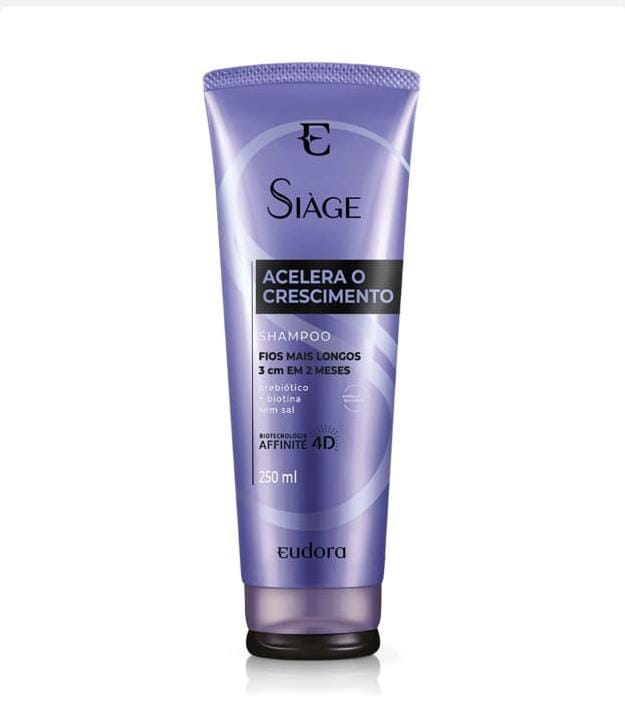 E
SIÀGE
ACELERA O
CRESCIMENTO
SHAMPOO
FIOS MAIS LONGOS
3 cm EM 2 MESES
prebiótico
+ biotina
sem sal
BIOTECNOLOGIA
AFFINITÉ 4D
250 ml
eudora